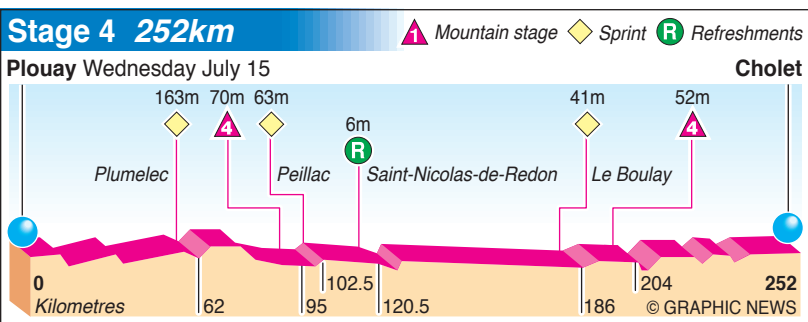 Stage 4 252km
1 Mountain stage Sprint R Refreshments
Plouay Wednesday July 15 Cholet
163m 70m 63m 6m 41m 52m
4 R 4
Plumelec Peillac Saint-Nicolas-de-Redon Le Boulay
0 102.5 204 252
Kilometres 62 95 120.5 186 © GRAPHIC NEWS